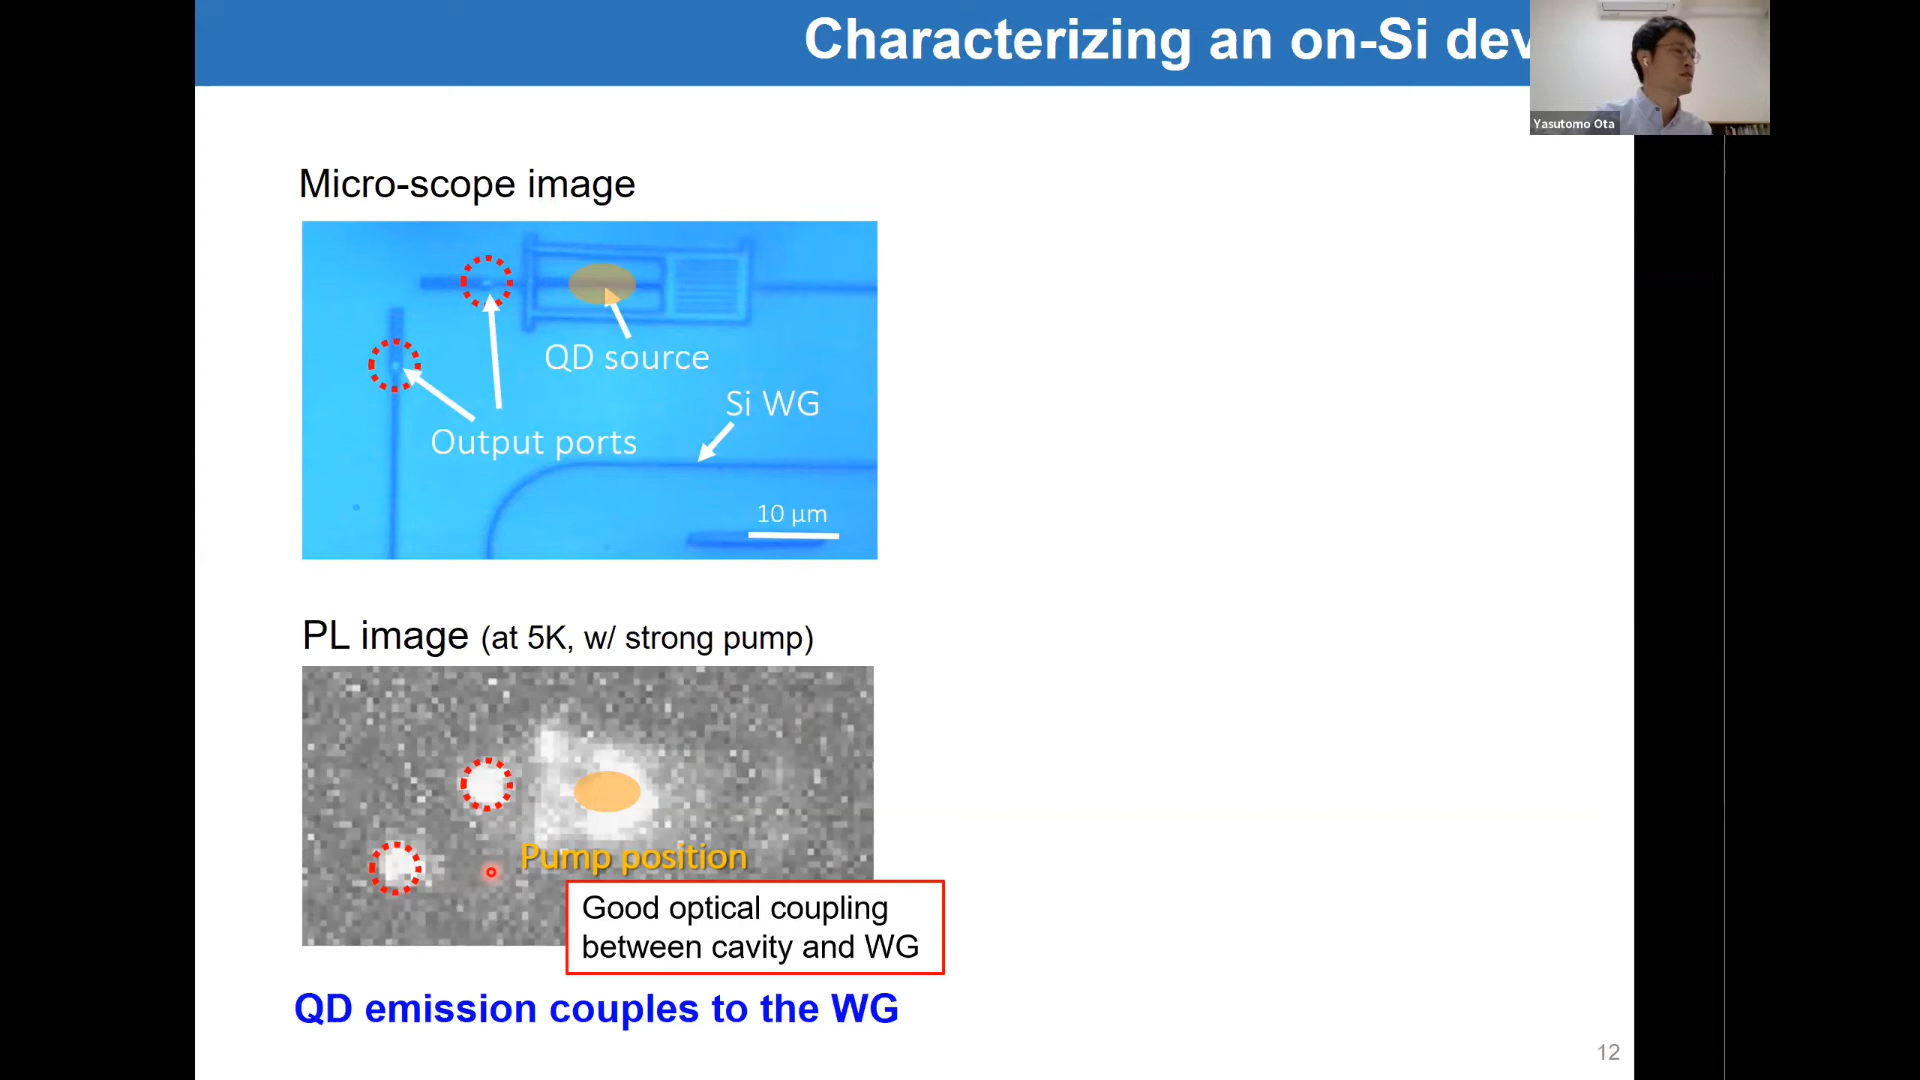 Characterizing an on-Si dev
Yasutomo Ota
Micro-scope image
QD source
Si WG
Output ports
10 μm
PL image (at 5K, w/ strong pump)
Pump position
Good optical coupling
between cavity and WG
QD emission couples to the WG
12